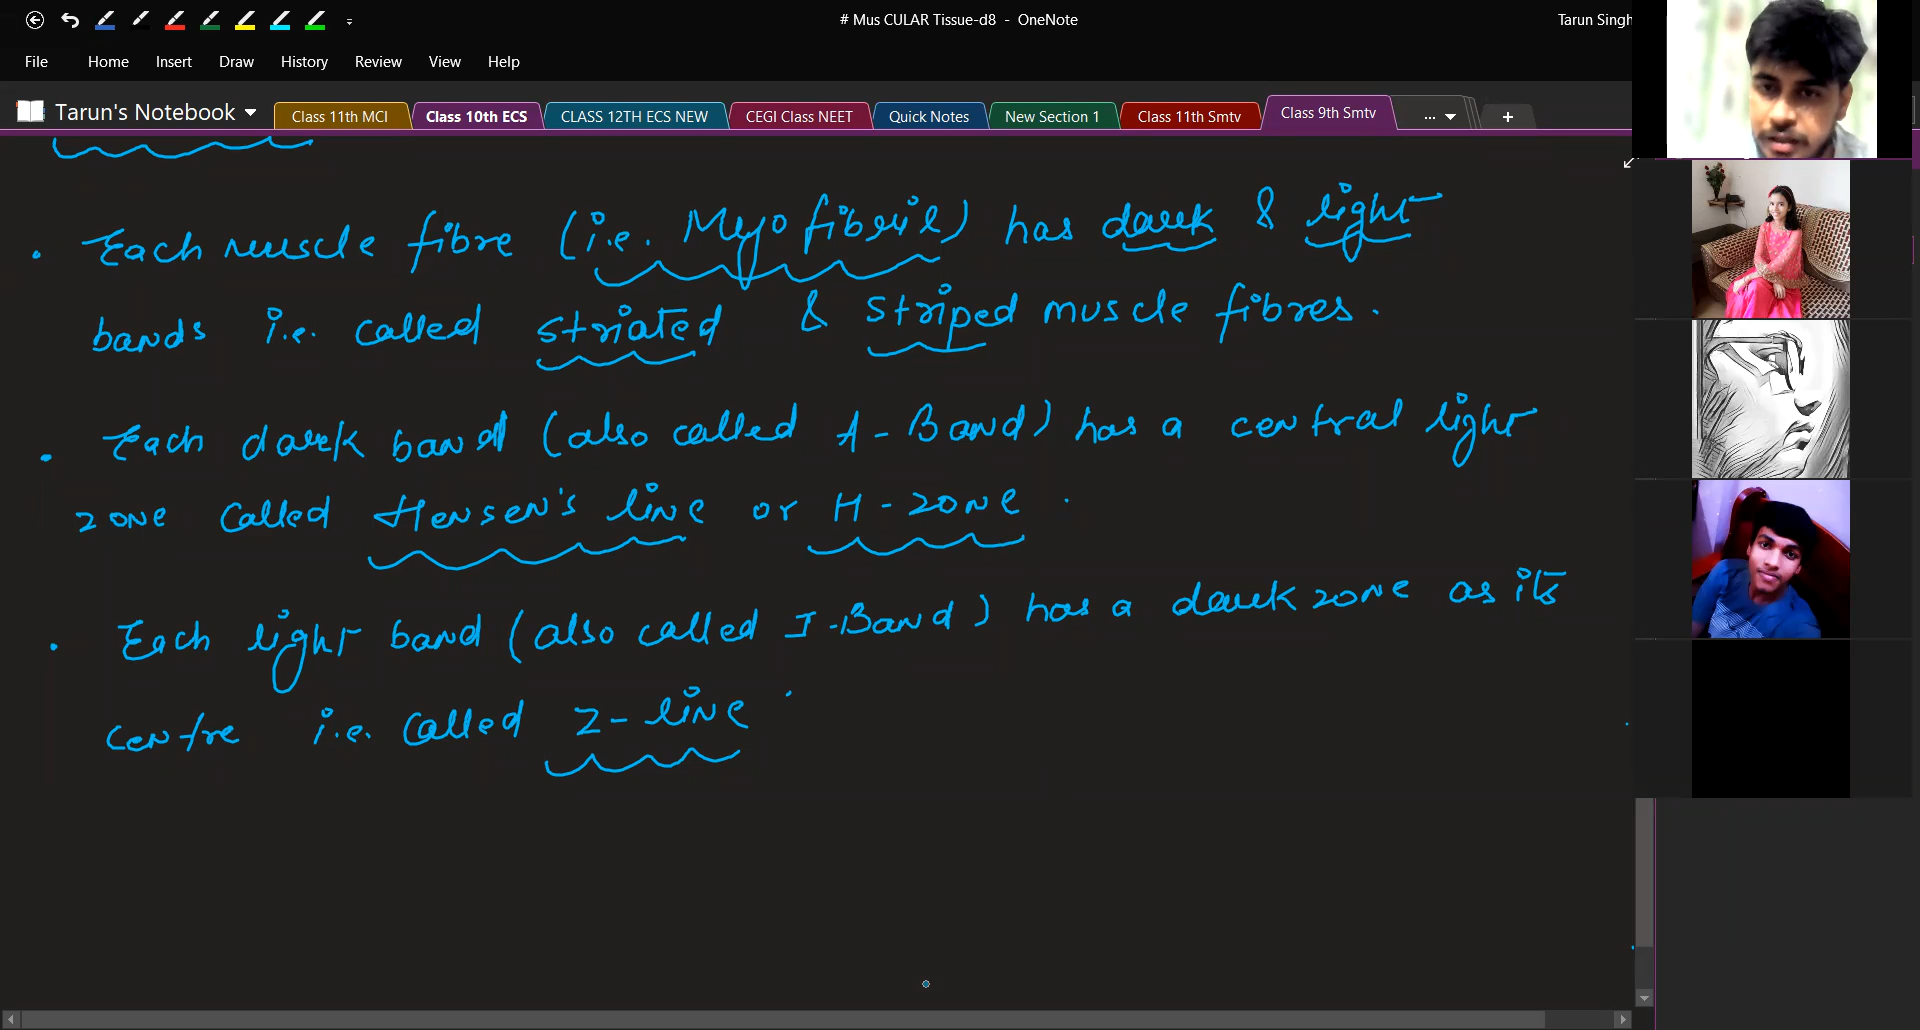 # Mus CULAR Tissue-d8 - OneNote
Tarun Singh
File Home Insert Draw History Review View Help
Tarun's Notebook
Class 11th MCI Class 10th ECS CLASS 12TH ECS NEW CEGI Class NEET Quick Notes New Section 1 Class 11th Smtv Class 9th Smtv ... +
. Each muscle fibre (i.e. Myofibril) has dark & light
bands i.e. called striated & striped muscle fibres.
. Each dark band (also called A-Band) has a central light
zone called Hensen's line or H-zone.
. Each light band (also called I-Band) has a dark zone as its
centre i.e. called Z-line.